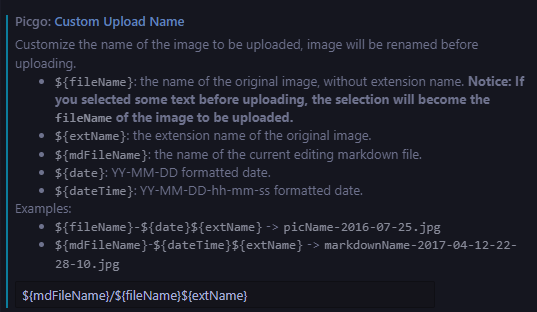 Picgo: Custom Upload Name
Customize the name of the image to be uploaded, image will be renamed before
uploading.
• ${fileName}: the name of the original image, without extension name. Notice: If
you selected some text before uploading, the selection will become the
fileName of the image to be uploaded.
• ${extName}: the extension name of the original image.
• ${mdFileName}: the name of the current editing markdown file.
• ${date}: YY-MM-DD formatted date.
• ${dateTime}: YY-MM-DD-hh-mm-ss formatted date.
Examples:
• ${fileName}-${date}${extName} -> picName-2016-07-25.jpg
• ${mdFileName}-${dateTime}${extName} -> markdownName-2017-04-12-22-
28-10.jpg
${mdFileName}/${fileName}${extName}